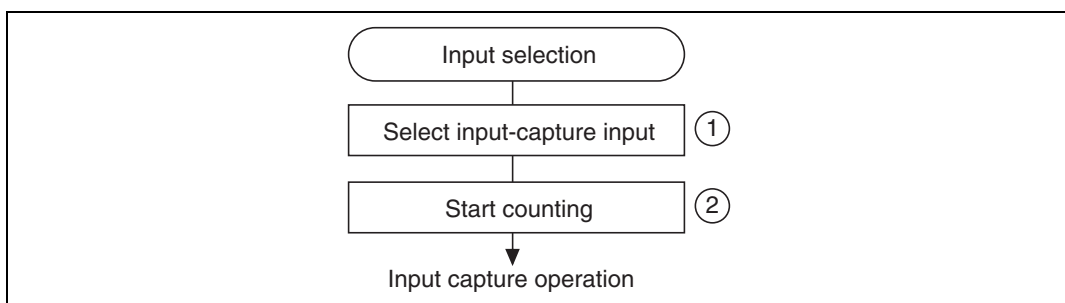 Input selection
Select input-capture input
1
Start counting
2
Input capture operation